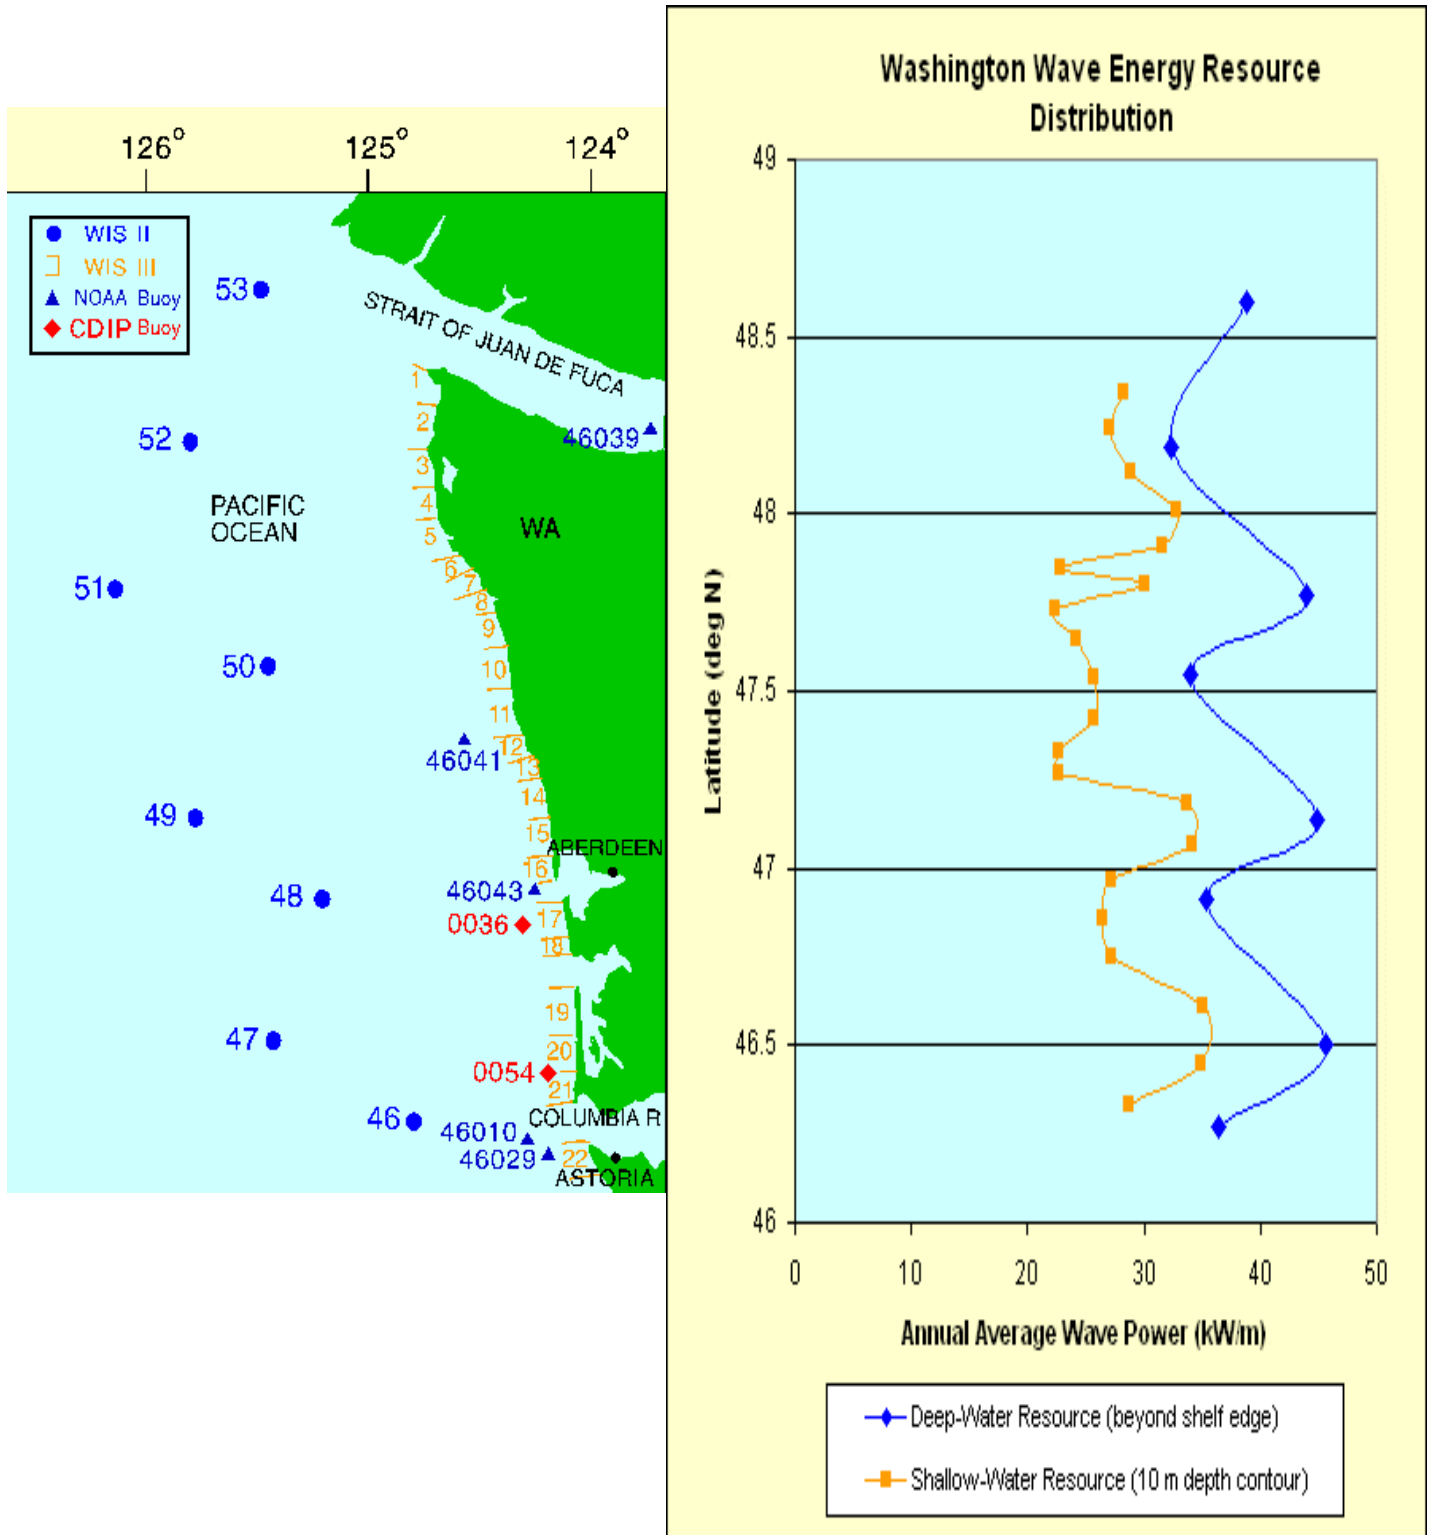 126°
125°
124°
WIS II
WIS III
NOAA Buoy
CDIP Buoy
53
STRAIT OF JUAN DE FUCA
1
2
52
46039
3
PACIFIC
OCEAN
4
WA
5
6
7
51
8
9
50
10
11
46041
12
13
14
49
15
ABERDEEN
16
48
46043
17
0036
18
19
47
20
0054
21
46
COLUMBIA R
46010
46029
22
ASTORIA
Washington Wave Energy Resource
Distribution
49
48.5
48
47.5
47
46.5
46
Latitude (deg N)
0 10 20 30 40 50
Annual Average Wave Power (kW/m)
Deep-Water Resource (beyond shelf edge)
Shallow-Water Resource (10 m depth contour)